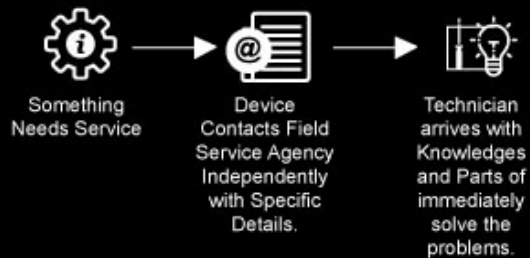 i
@
Something
Needs Service
Device
Contacts Field
Service Agency
Independently
with Specific
Details.
Technician
arrives with
Knowledges
and Parts of
immediately
solve the
problems.